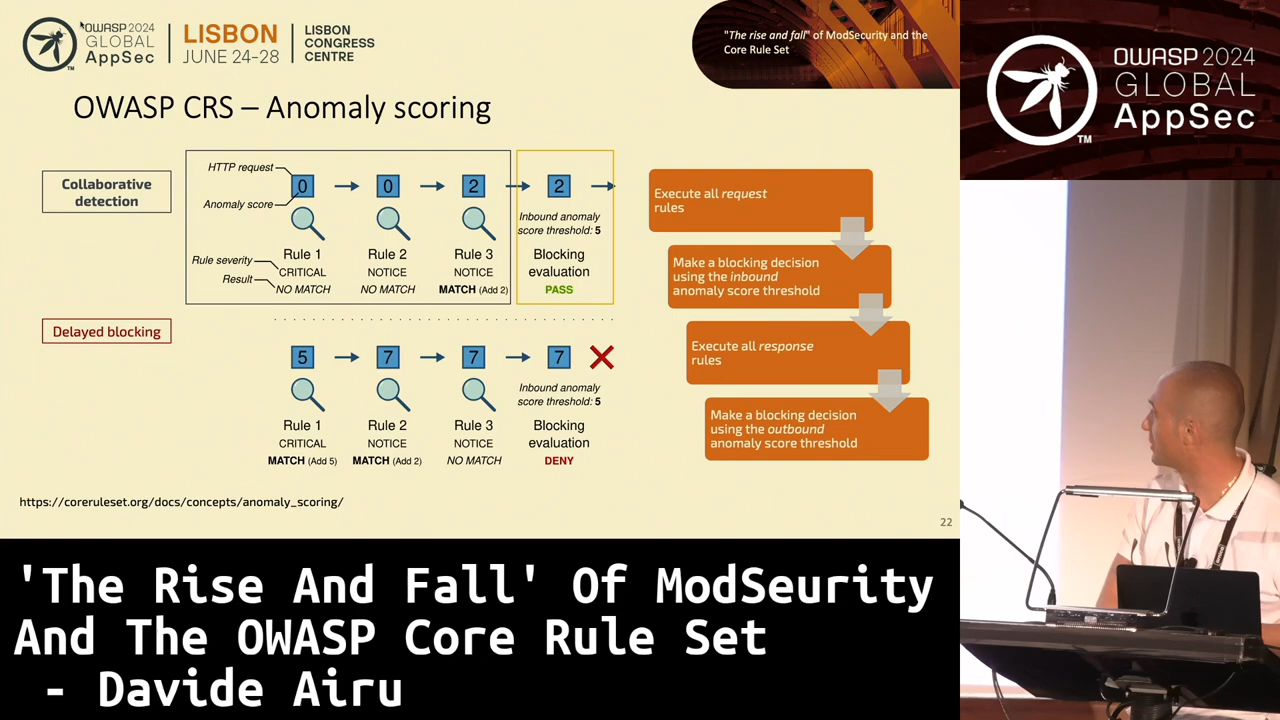 OWASP 2024
GLOBAL
AppSec
TM
LISBON
JUNE 24-28
LISBON
CONGRESS
CENTRE
"The rise and fall" of ModSecurity and the
Core Rule Set
OWASP CRS – Anomaly scoring
Collaborative
detection
HTTP request
Anomaly score
0
0
2
2
Inbound anomaly
score threshold: 5
Rule 1
Rule 2
Rule 3
Blocking
evaluation
Rule severity
CRITICAL
NOTICE
NOTICE
Result
NO MATCH
NO MATCH
MATCH (Add 2)
PASS
Delayed blocking
5
7
7
7
Inbound anomaly
score threshold: 5
Rule 1
Rule 2
Rule 3
Blocking
evaluation
CRITICAL
NOTICE
NOTICE
MATCH (Add 5)
MATCH (Add 2)
NO MATCH
DENY
Execute all request
rules
Make a blocking decision
using the inbound
anomaly score threshold
Execute all response
rules
Make a blocking decision
using the outbound
anomaly score threshold
https://coreruleset.org/docs/concepts/anomaly_scoring/
22
OWASP 2024
GLOBAL
AppSec
TM
'The Rise And Fall' Of ModSeurity
And The OWASP Core Rule Set
- Davide Airu